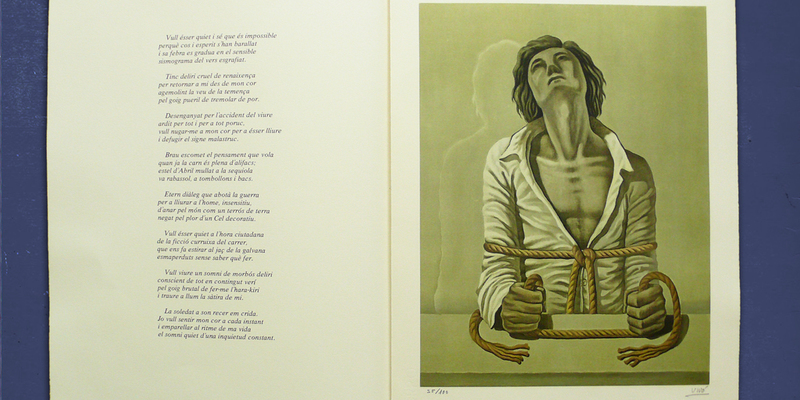 Vull ésser quiet i sé que és impossible
perquè cos i esperit s'han barallat
i sa febra es gradua en el sensible
sismograma del vers esgrafiat.
Tinc deliri cruel de renaixença
per retornar a mi des de mon cor
agemolint la veu de la temença
pel goig pueril de tremolar de por.
Desenganyat per l'accident del viure
ardit per tot i per a tot poruc,
vull nugar-me a mon cor per a ésser lliure
i defugir el signe malastruc.
Brau escomet el pensament que vola
quan ja la carn és plena d'alifacs;
estel d'Abril mullat a la sequiola
va rabassol, a tombollons i bacs.
Etern diàleg que abotà la guerra
per a lliurar a l'home, insensitiu,
d'anar pel món com un terròs de terra
negat pel plor d'un Cel decoratiu.
Vull ésser quiet a l'hora ciutadana
de la ficció curruixa del carrer,
que ens fa estirar al jaç de la galvana
esmaperduts sense saber què fer.
Vull viure un somni de morbós deliri
conscient de tot en contingut verí
pel goig brutal de fer-me l'hara-kiri
i traure a llum la sàtira de mi.
La soledat a son recer em crida.
Jo vull sentir mon cor a cada instant
i emparellar al ritme de ma vida
el somni quiet d'una inquietud constant.